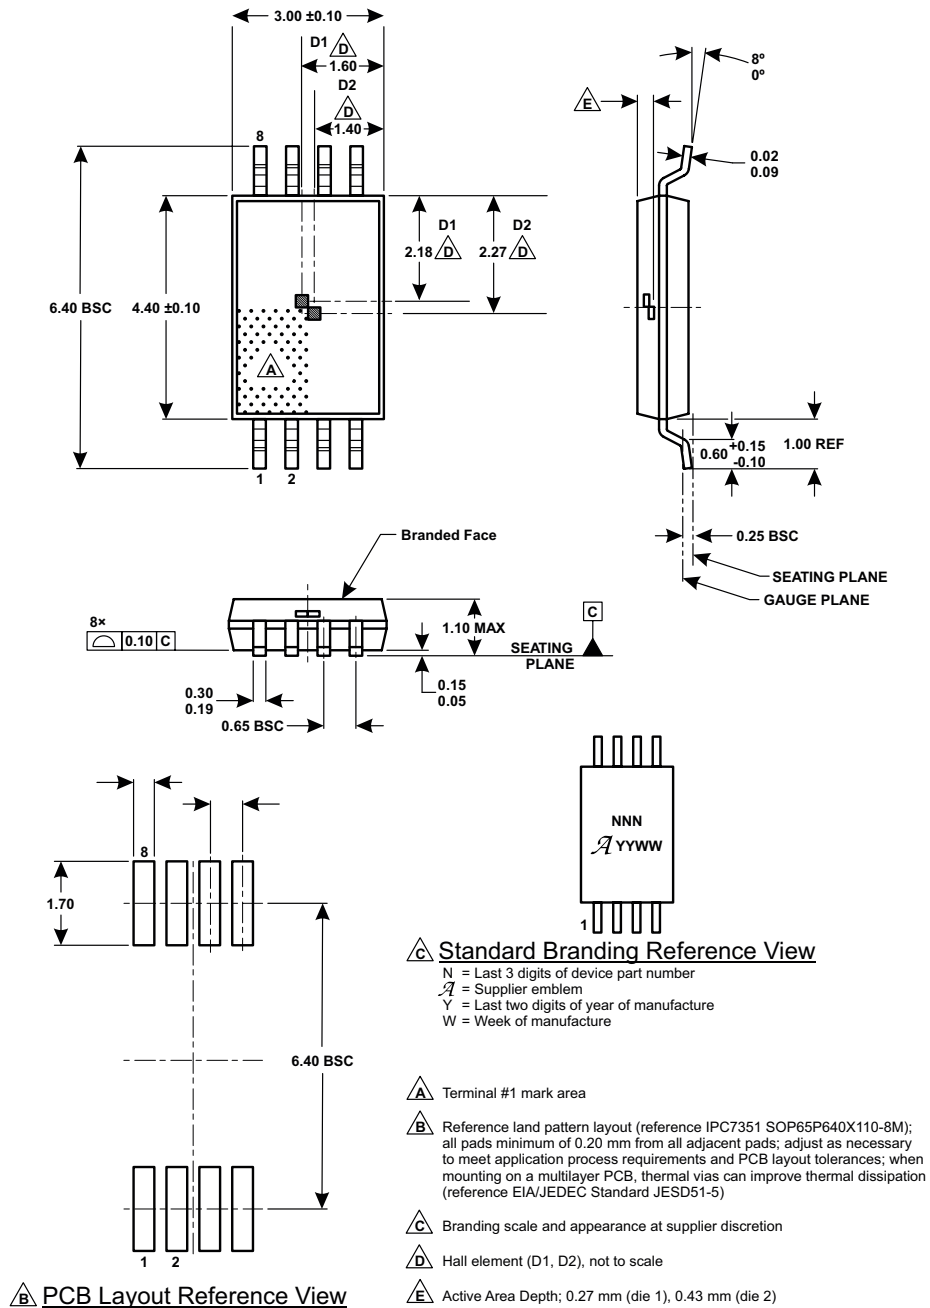 3.00 ±0.10
D1 D
1.60
D2
D
1.40
8º
0º
E
8
0.02
0.09
D1
2.18 D
D2
2.27 D
6.40 BSC
4.40 ±0.10
A
1 2
0.60 +0.15
-0.10
1.00 REF
0.25 BSC
SEATING PLANE
GAUGE PLANE
Branded Face
8×
0.10 C
1.10 MAX
C
SEATING
PLANE
0.15
0.05
0.30
0.19
0.65 BSC
8
1.70
6.40 BSC
1 2
B PCB Layout Reference View
NNN
A YYWW
1
C Standard Branding Reference View
N = Last 3 digits of device part number
A = Supplier emblem
Y = Last two digits of year of manufacture
W = Week of manufacture
A Terminal #1 mark area
B Reference land pattern layout (reference IPC7351 SOP65P640X110-8M);
all pads minimum of 0.20 mm from all adjacent pads; adjust as necessary
to meet application process requirements and PCB layout tolerances; when
mounting on a multilayer PCB, thermal vias can improve thermal dissipation
(reference EIA/JEDEC Standard JESD51-5)
C Branding scale and appearance at supplier discretion
D Hall element (D1, D2), not to scale
E Active Area Depth; 0.27 mm (die 1), 0.43 mm (die 2)